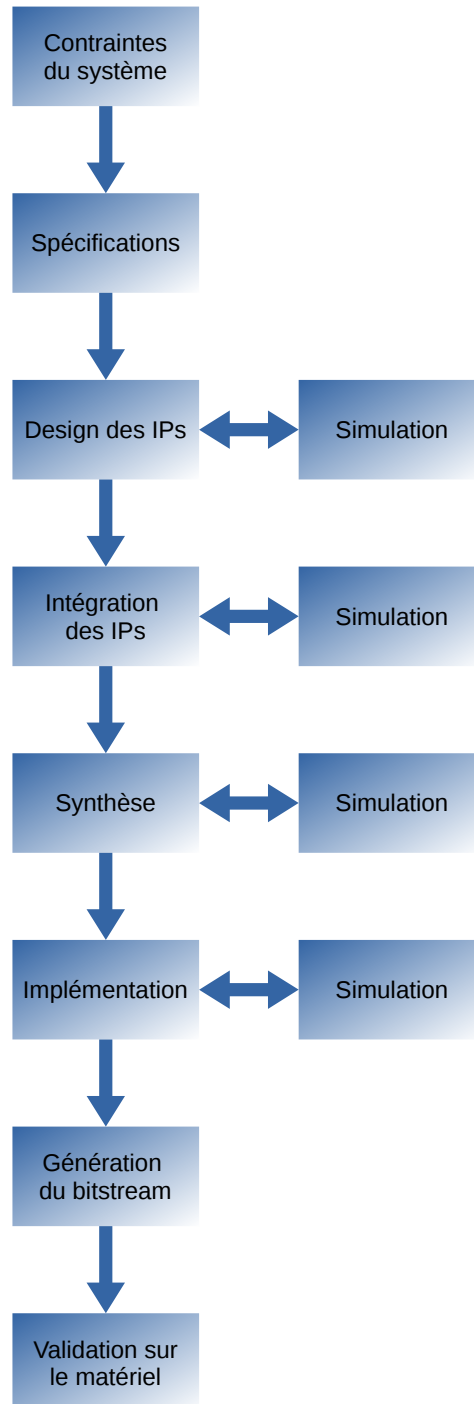 Contraintes
du système
Spécifications
Design des IPs
Simulation
Intégration
des IPs
Simulation
Synthèse
Simulation
Implémentation
Simulation
Génération
du bitstream
Validation sur
le matériel